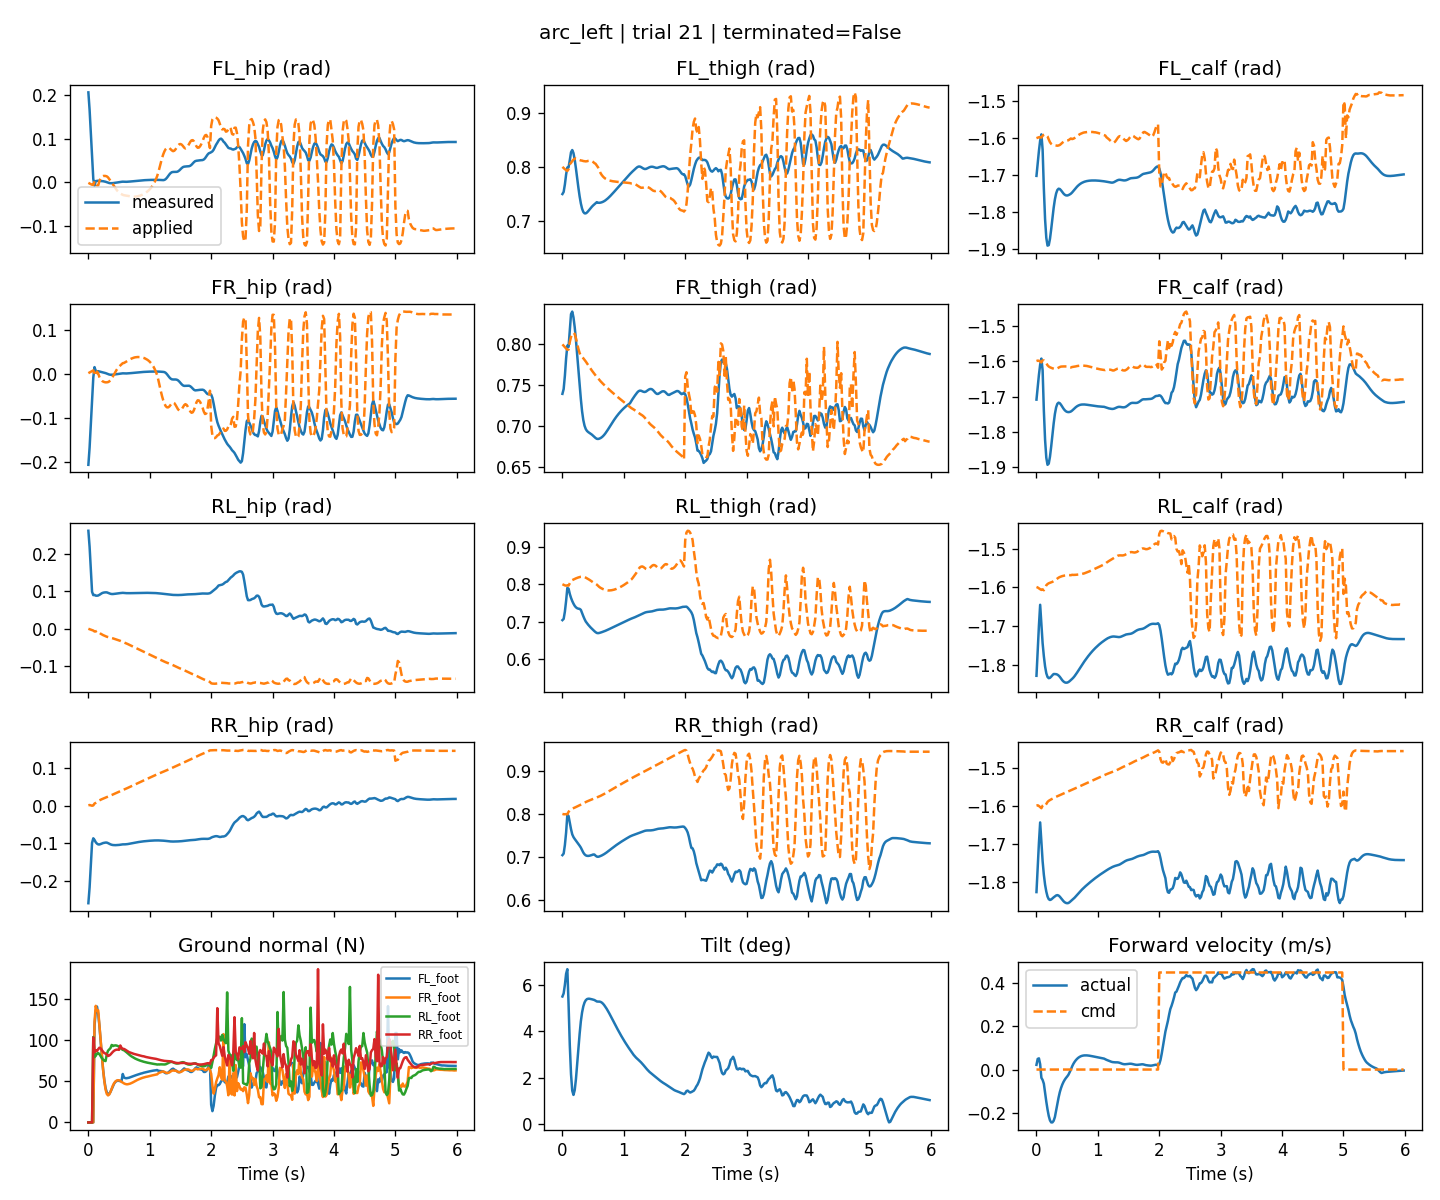 arc_left | trial 21 | terminated=False
FL_hip (rad)
FL_thigh (rad)
FL_calf (rad)
0.2
0.1
0.0
−0.1
measured
applied
0.9
0.8
0.7
−1.5
−1.6
−1.7
−1.8
−1.9
FR_hip (rad)
FR_thigh (rad)
FR_calf (rad)
0.1
0.0
−0.1
−0.2
0.80
0.75
0.70
0.65
−1.5
−1.6
−1.7
−1.8
−1.9
RL_hip (rad)
RL_thigh (rad)
RL_calf (rad)
0.2
0.1
0.0
−0.1
0.9
0.8
0.7
0.6
−1.5
−1.6
−1.7
−1.8
RR_hip (rad)
RR_thigh (rad)
RR_calf (rad)
0.1
0.0
−0.1
−0.2
0.9
0.8
0.7
0.6
−1.5
−1.6
−1.7
−1.8
Ground normal (N)
Tilt (deg)
Forward velocity (m/s)
150
100
50
0
FL_foot
FR_foot
RL_foot
RR_foot
6
4
2
0
0.4
0.2
0.0
−0.2
actual
cmd
0 1 2 3 4 5 6
0 1 2 3 4 5 6
0 1 2 3 4 5 6
Time (s)
Time (s)
Time (s)